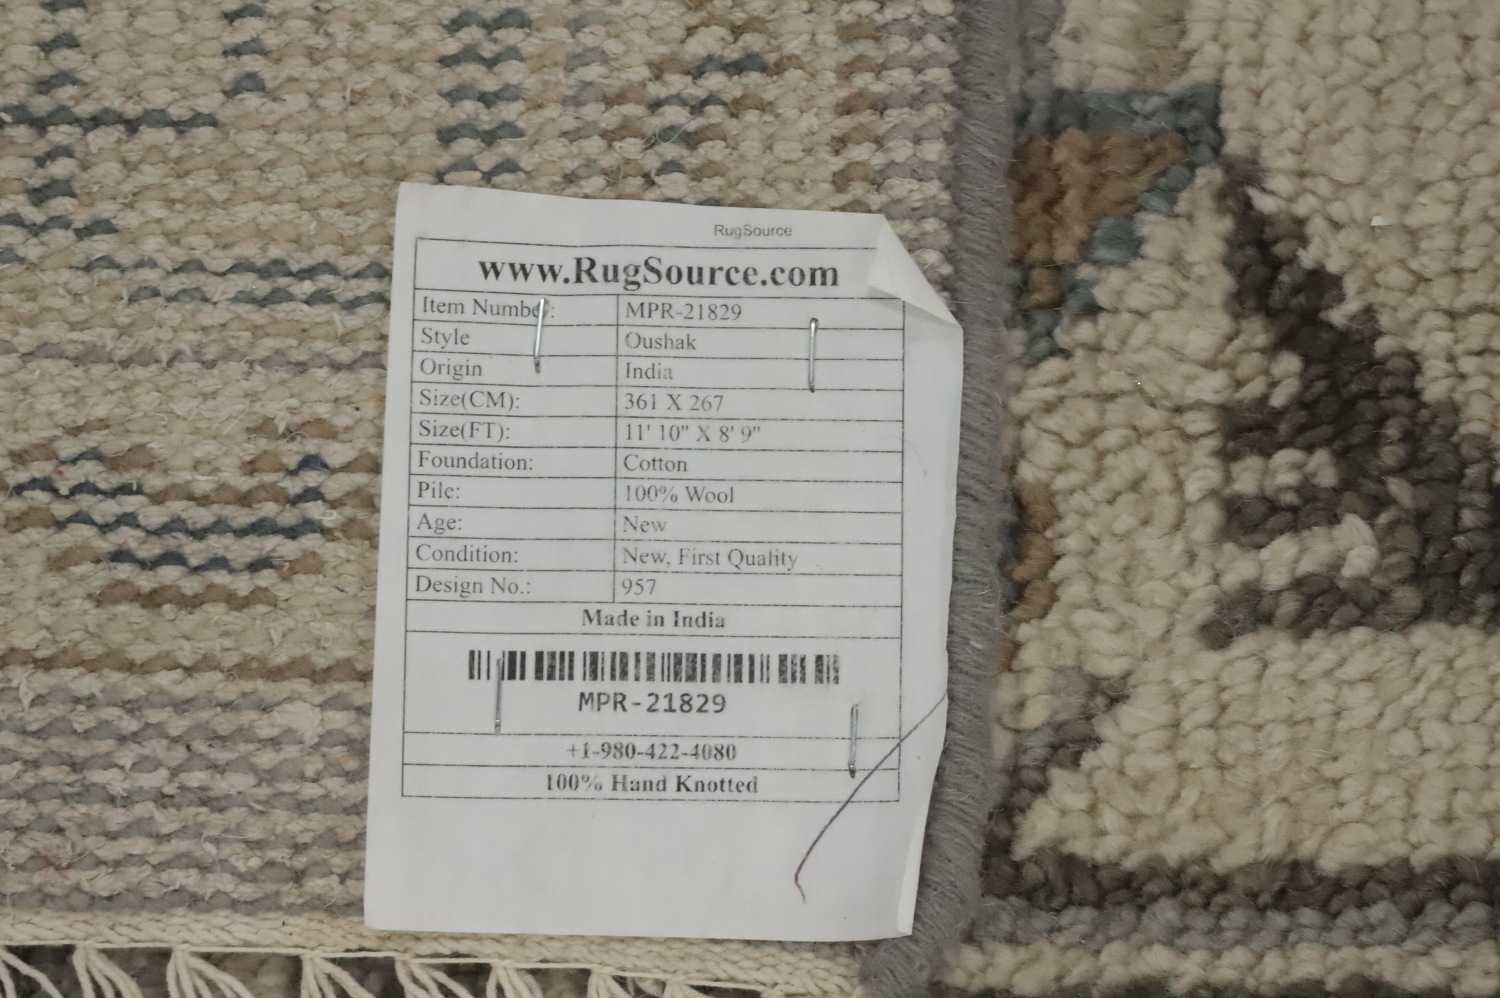 RugSource
www.RugSource.com
Item Number: MPR-21829
Style Oushak
Origin India
Size(CM): 361 X 267
Size(FT): 11' 10" X 8' 9"
Foundation: Cotton
Pile: 100% Wool
Age: New
Condition: New, First Quality
Design No.: 957
Made in India
MPR-21829
+1-980-422-4080
100% Hand Knotted